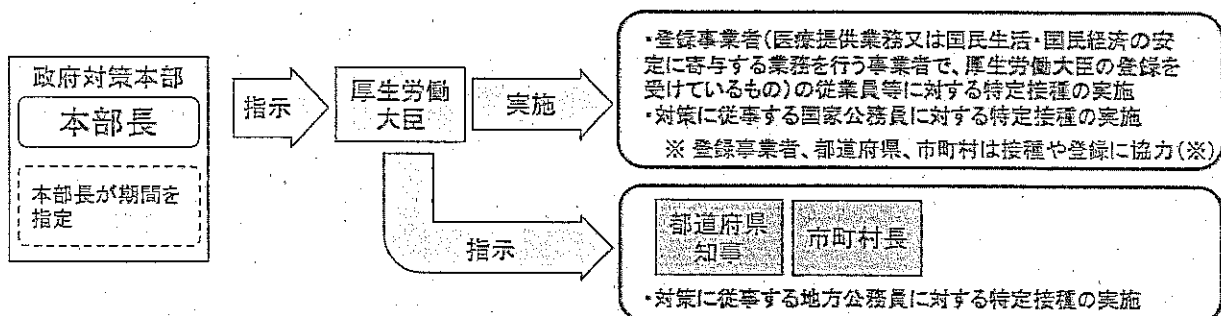 政府対策本部
本部長
本部長が期間を
指定
指示
厚生労働
大臣
実施
・登録事業者(医療提供業務又は国民生活・国民経済の安
定に寄与する業務を行う事業者で、厚生労働大臣の登録を
受けているもの)の従業員等に対する特定接種の実施
・対策に従事する国家公務員に対する特定接種の実施
※ 登録事業者、都道府県、市町村は接種や登録に協力(※)
指示
都道府県
知事
市町村長
・対策に従事する地方公務員に対する特定接種の実施